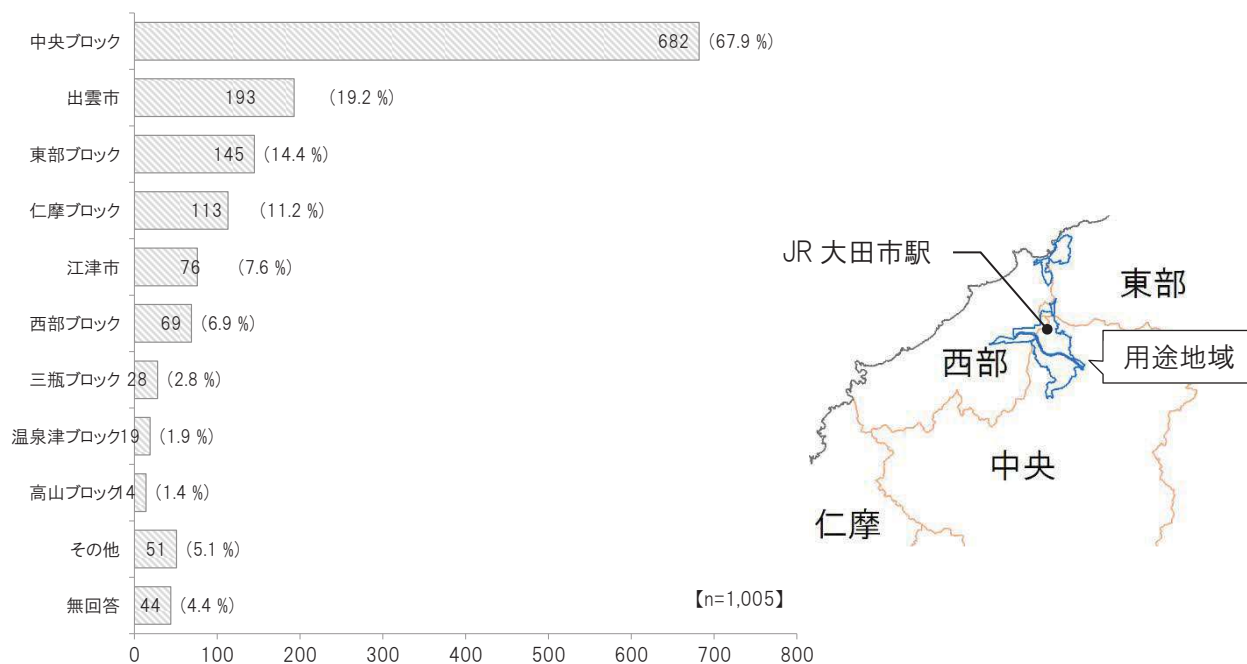 中央ブロック 682 (67.9 %)
出雲市 193 (19.2 %)
東部ブロック 145 (14.4 %)
仁摩ブロック 113 (11.2 %)
江津市 76 (7.6 %)
西部ブロック 69 (6.9 %)
三瓶ブロック 28 (2.8 %)
温泉津ブロック 19 (1.9 %)
高山ブロック 14 (1.4 %)
その他 51 (5.1 %)
無回答 44 (4.4 %)
【n=1,005】
0 100 200 300 400 500 600 700 800
JR 大田市駅
東部
用途地域
西部
中央
仁摩